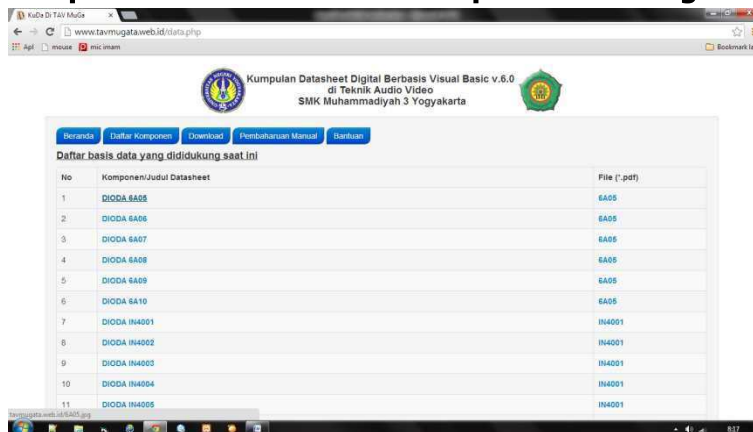 KuDa Di TAV MuGa
www.tavmugata.web.id/data.php
Apl mouse mic imam Bookmark la
Kumpulan Datasheet Digital Berbasis Visual Basic v.6.0
di Teknik Audio Video
SMK Muhammadiyah 3 Yogyakarta
Beranda Daftar Komponen Download Pembaharuan Manual Bantuan
Daftar basis data yang dididukung saat ini
No Komponen/Judul Datasheet File (*.pdf)
1 DIODA 6A05 6A05
2 DIODA 6A06 6A05
3 DIODA 6A07 6A05
4 DIODA 6A08 6A05
5 DIODA 6A09 6A05
6 DIODA 6A10 6A05
7 DIODA IN4001 IN4001
8 DIODA IN4002 IN4001
9 DIODA IN4003 IN4001
10 DIODA IN4004 IN4001
11 DIODA IN4005 IN4001
tavmugata.web.id/6A05.jpg
8:17